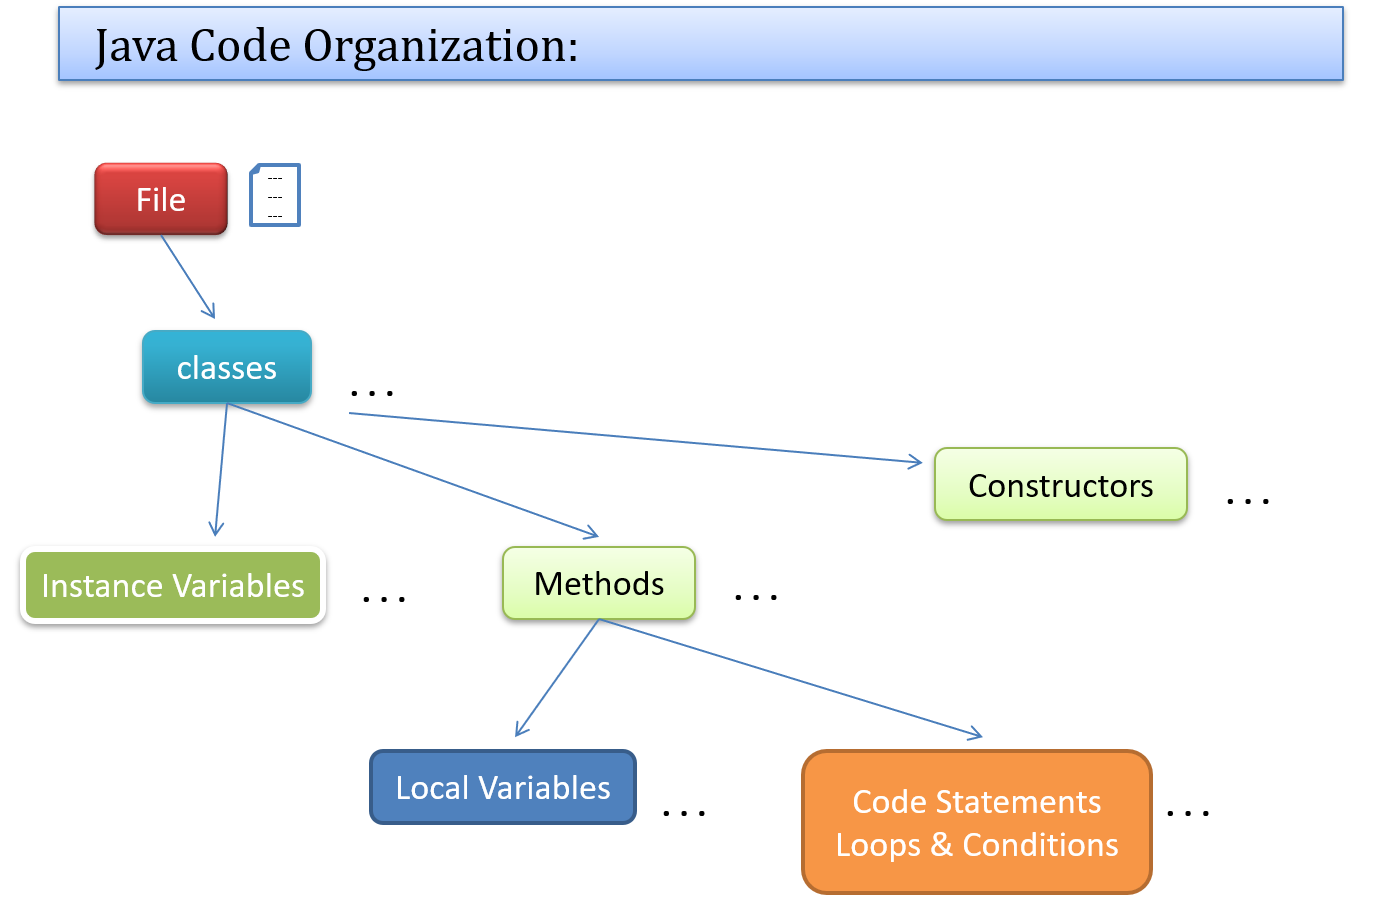 Java Code Organization:
File
---
---
---
classes
...
Constructors
...
Instance Variables
...
Methods
...
Local Variables
...
Code Statements
Loops & Conditions
...